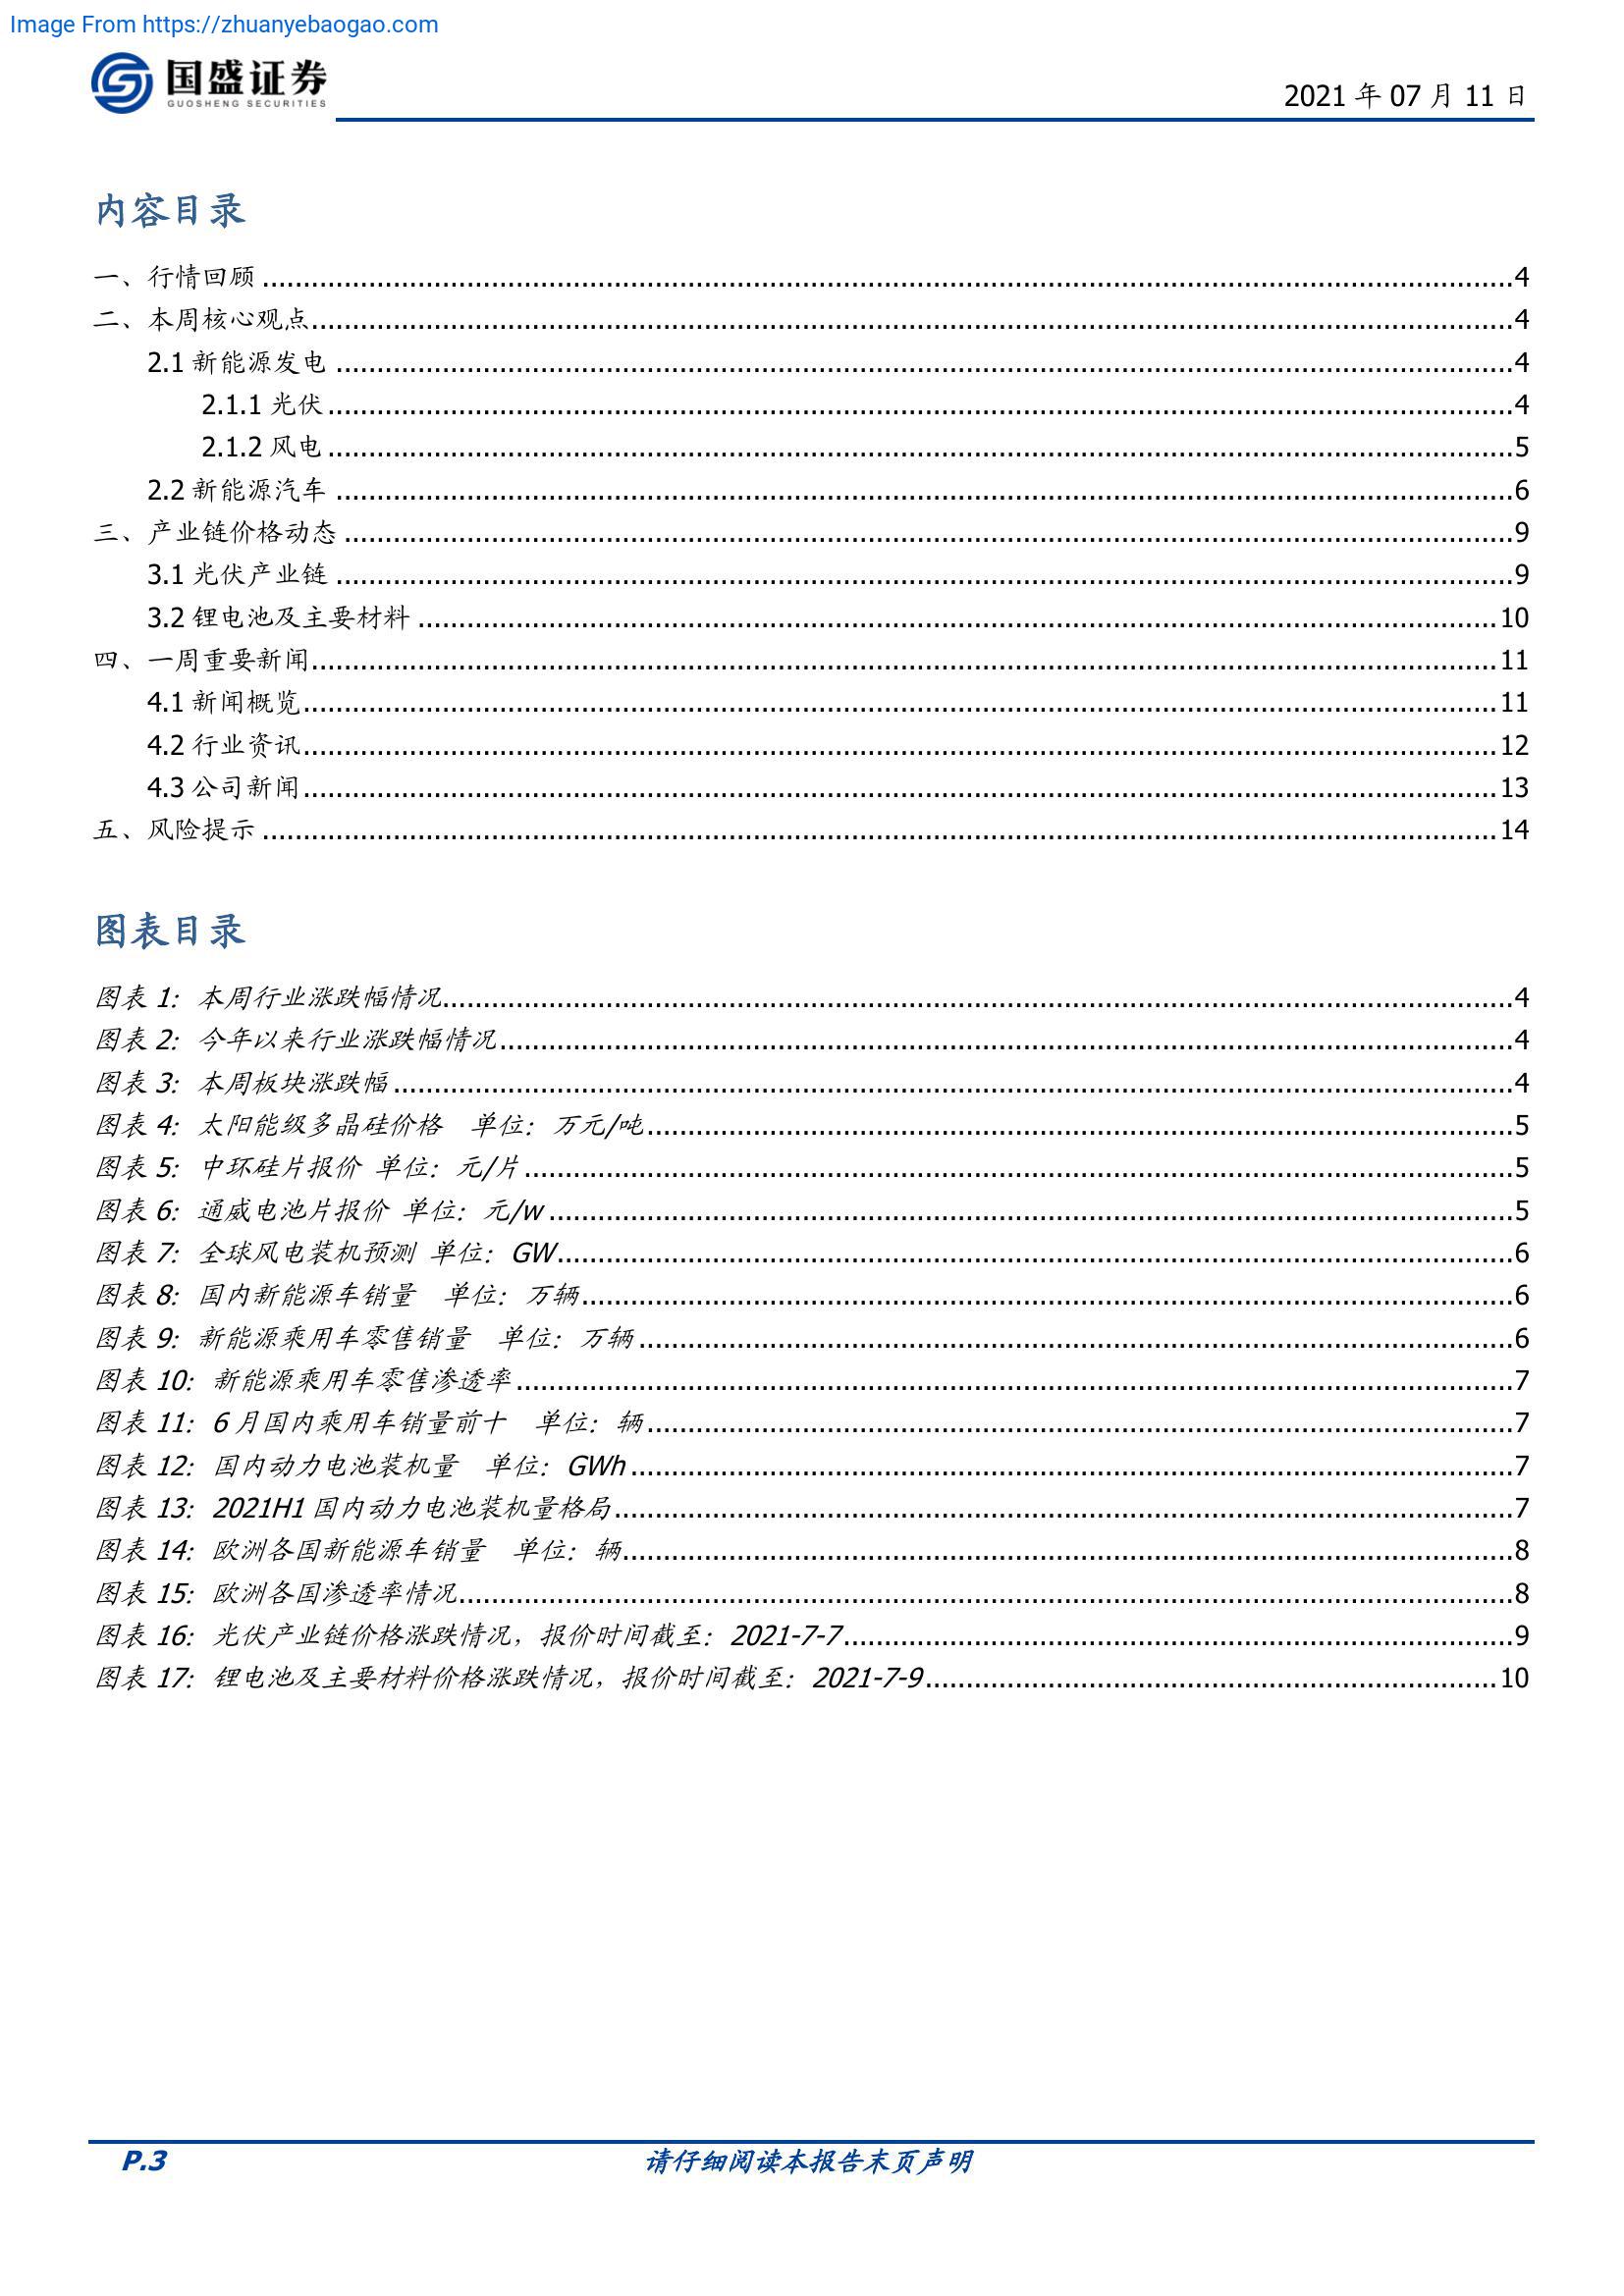 Image From https://zhuanyebaogao.com
国盛证券
GUOSHENG SECURITIES
2021 年 07 月 11 日
内容目录
一、行情回顾 ........ 4
二、本周核心观点 ........ 4
2.1 新能源发电 ........ 4
2.1.1 光伏 ........ 4
2.1.2 风电 ........ 5
2.2 新能源汽车 ........ 6
三、产业链价格动态 ........ 9
3.1 光伏产业链 ........ 9
3.2 锂电池及主要材料 ........ 10
四、一周重要新闻 ........ 11
4.1 新闻概览 ........ 11
4.2 行业资讯 ........ 12
4.3 公司新闻 ........ 13
五、风险提示 ........ 14
图表目录
图表 1: 本周行业涨跌幅情况 ........ 4
图表 2: 今年以来行业涨跌幅情况 ........ 4
图表 3: 本周板块涨跌幅 ........ 4
图表 4: 太阳能级多晶硅价格 单位: 万元/吨 ........ 5
图表 5: 中环硅片报价 单位: 元/片 ........ 5
图表 6: 通威电池片报价 单位: 元/w ........ 5
图表 7: 全球风电装机预测 单位: GW ........ 6
图表 8: 国内新能源车销量 单位: 万辆 ........ 6
图表 9: 新能源乘用车零售销量 单位: 万辆 ........ 6
图表 10: 新能源乘用车零售渗透率 ........ 7
图表 11: 6 月国内乘用车销量前十 单位: 辆 ........ 7
图表 12: 国内动力电池装机量 单位: GWh ........ 7
图表 13: 2021H1 国内动力电池装机量格局 ........ 7
图表 14: 欧洲各国新能源车销量 单位: 辆 ........ 8
图表 15: 欧洲各国渗透率情况 ........ 8
图表 16: 光伏产业链价格涨跌情况，报价时间截至: 2021-7-7 ........ 9
图表 17: 锂电池及主要材料价格涨跌情况，报价时间截至: 2021-7-9 ........ 10
P.3
请仔细阅读本报告末页声明